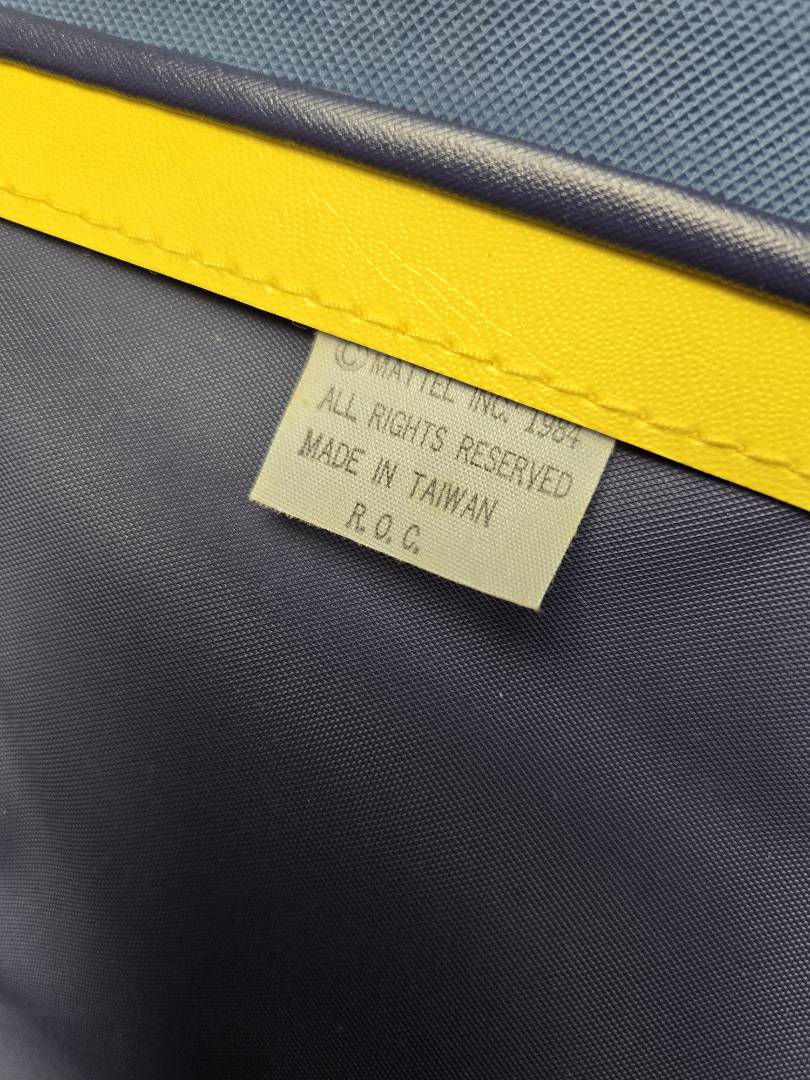 ©MATTEL INC. 1984
ALL RIGHTS RESERVED
MADE IN TAIWAN
R.O.C.